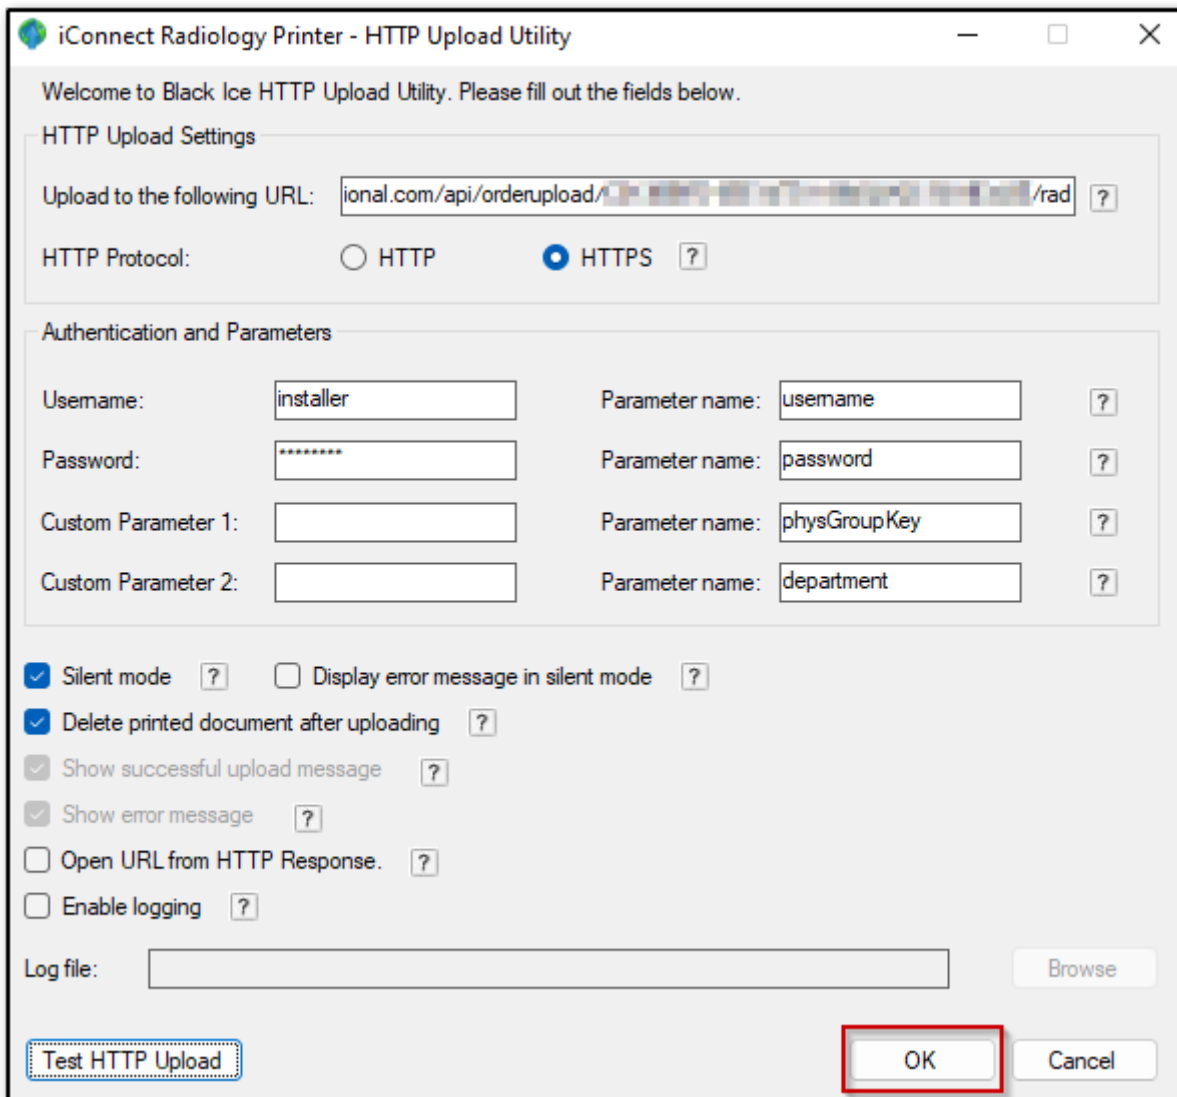 iConnect Radiology Printer - HTTP Upload Utility
Welcome to Black Ice HTTP Upload Utility. Please fill out the fields below.
HTTP Upload Settings
Upload to the following URL: ional.com/api/orderupload/ /rad ?
HTTP Protocol: HTTP HTTPS ?
Authentication and Parameters
Username: installer Parameter name: username ?
Password: ******** Parameter name: password ?
Custom Parameter 1: Parameter name: physGroupKey ?
Custom Parameter 2: Parameter name: department ?
Silent mode ? Display error message in silent mode ?
Delete printed document after uploading ?
Show successful upload message ?
Show error message ?
Open URL from HTTP Response. ?
Enable logging ?
Log file: Browse
Test HTTP Upload OK Cancel